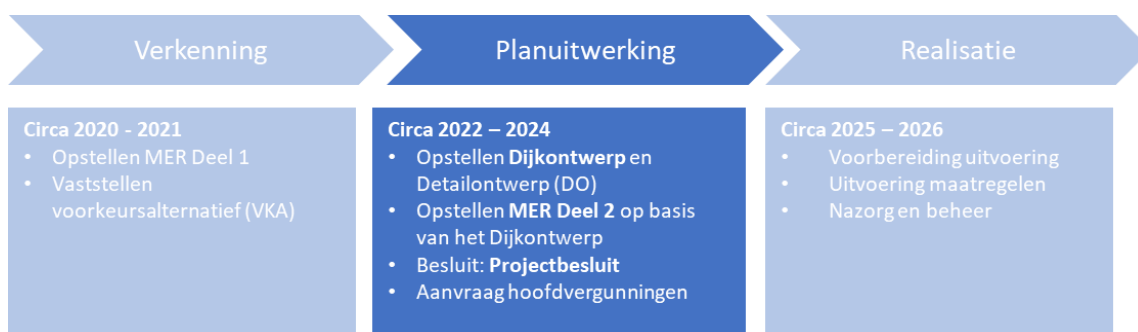 Verkenning
Planuitwerking
Realisatie
Circa 2020 - 2021
• Opstellen MER Deel 1
• Vaststellen
voorkeursalternatief (VKA)
Circa 2022 – 2024
• Opstellen Dijkontwerp en
Detailontwerp (DO)
• Opstellen MER Deel 2 op basis
van het Dijkontwerp
• Besluit: Projectbesluit
• Aanvraag hoofdvergunningen
Circa 2025 – 2026
• Voorbereiding uitvoering
• Uitvoering maatregelen
• Nazorg en beheer